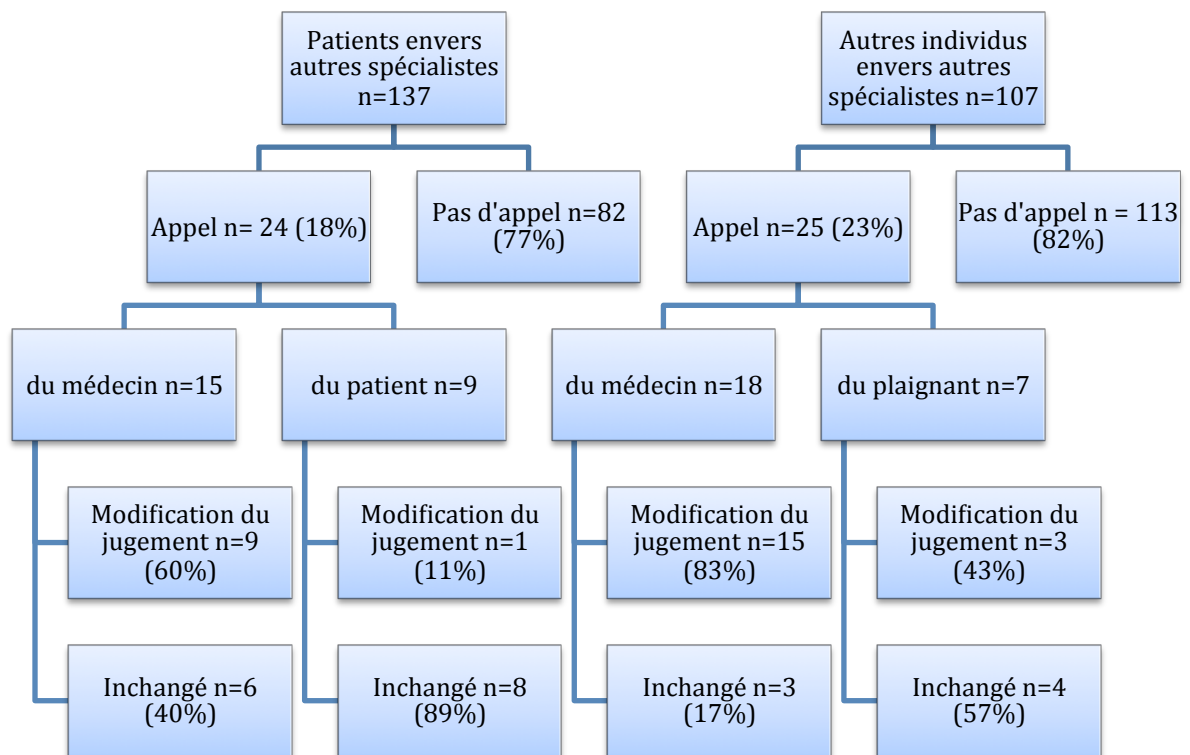 Patients envers
autres spécialistes
n=137
Autres individus
envers autres
spécialistes n=107
Appel n= 24 (18%)
Pas d'appel n=82
(77%)
Appel n=25 (23%)
Pas d'appel n = 113
(82%)
du médecin n=15
du patient n=9
du médecin n=18
du plaignant n=7
Modification du
jugement n=9
(60%)
Modification du
jugement n=1
(11%)
Modification du
jugement n=15
(83%)
Modification du
jugement n=3
(43%)
Inchangé n=6
(40%)
Inchangé n=8
(89%)
Inchangé n=3
(17%)
Inchangé n=4
(57%)